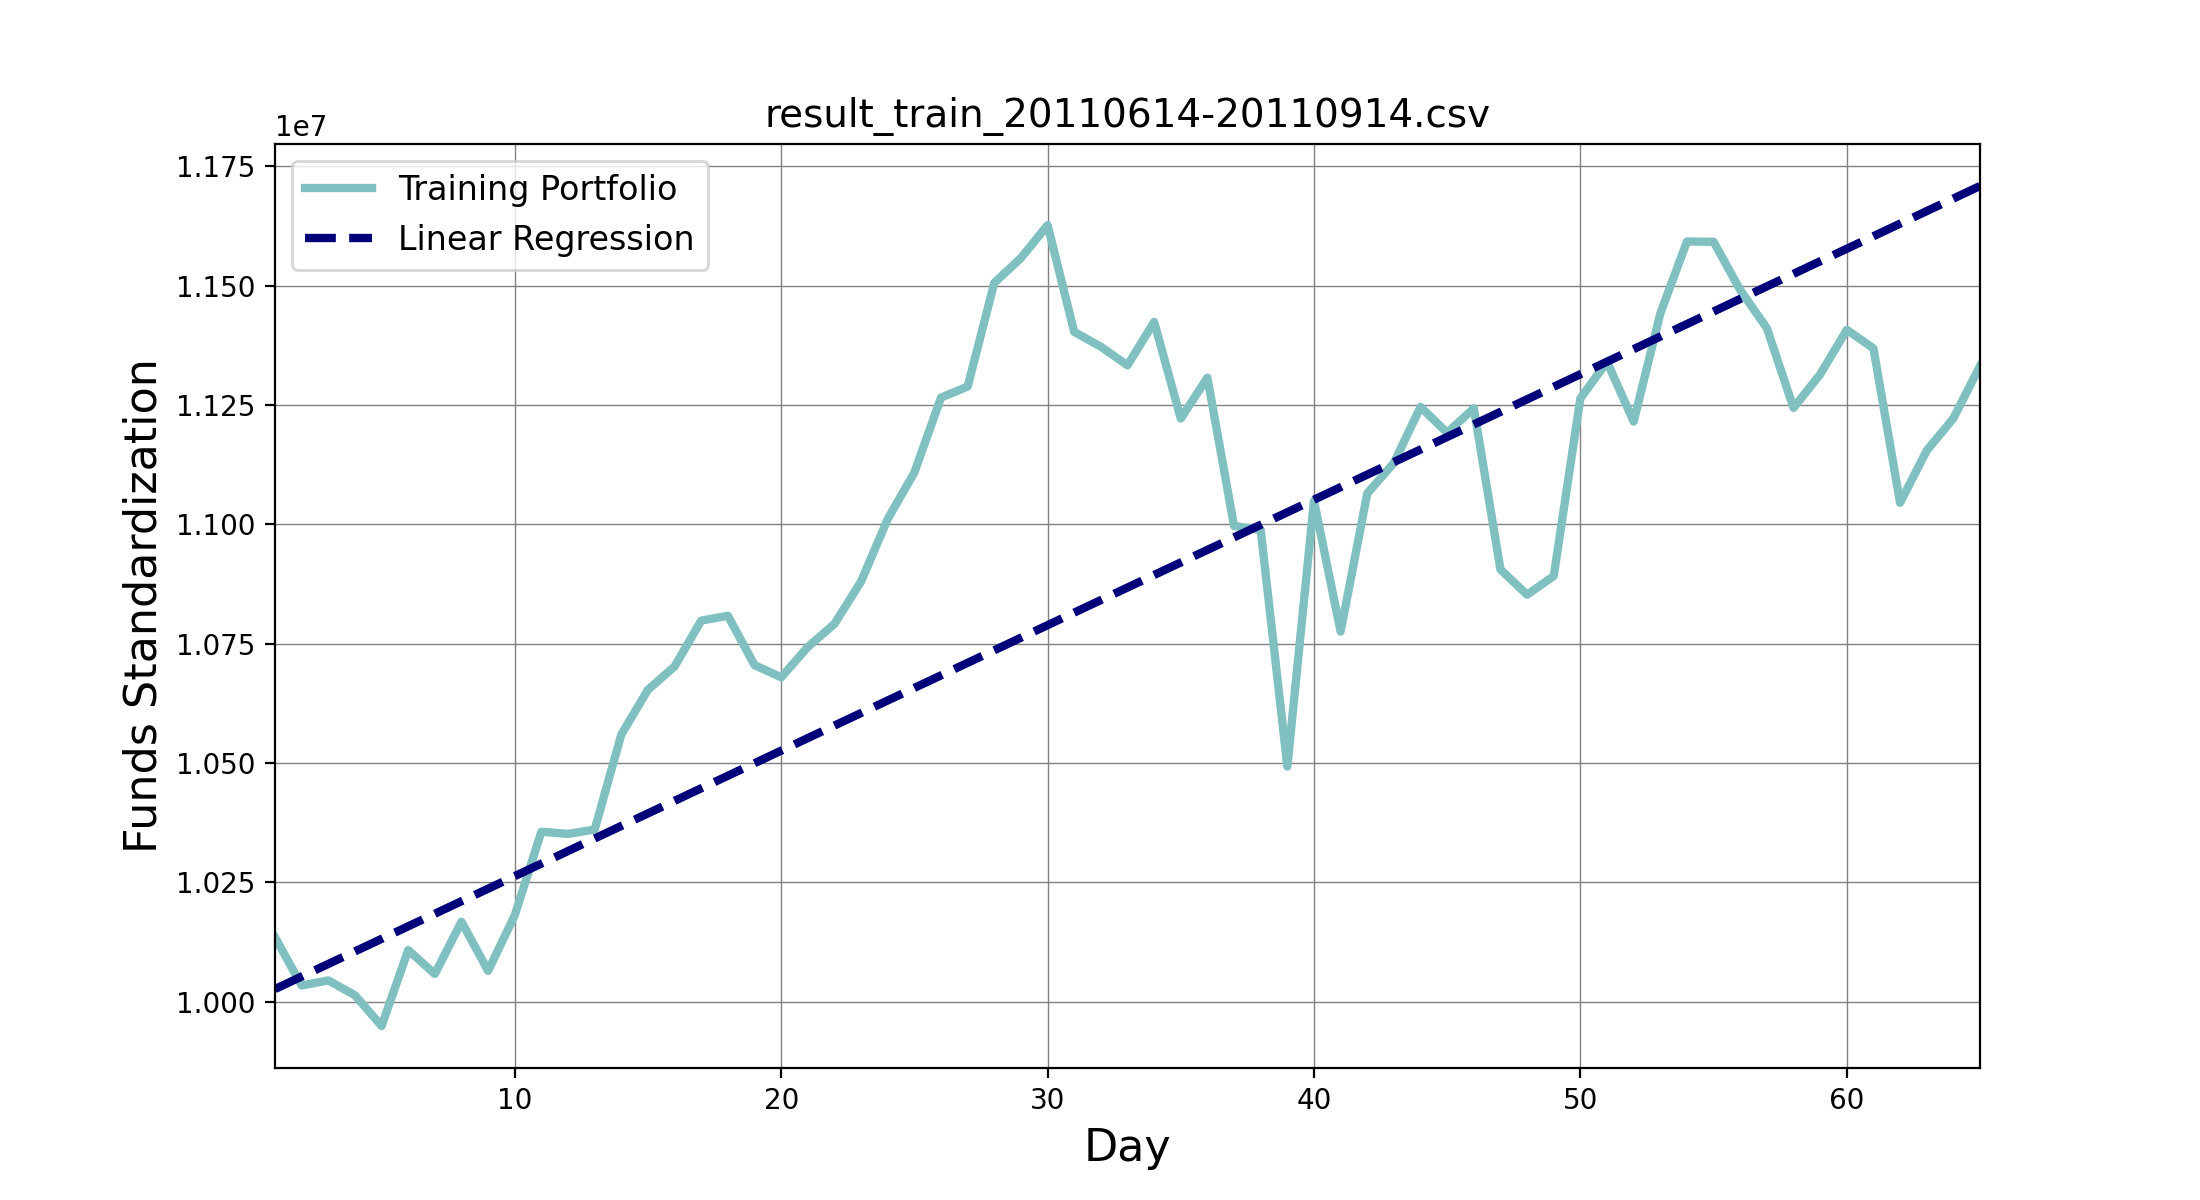 result_train_20110614-20110914.csv
1e7
Training Portfolio
Linear Regression
1.175
1.150
1.125
1.100
1.075
1.050
1.025
1.000
Funds Standardization
10 20 30 40 50 60
Day